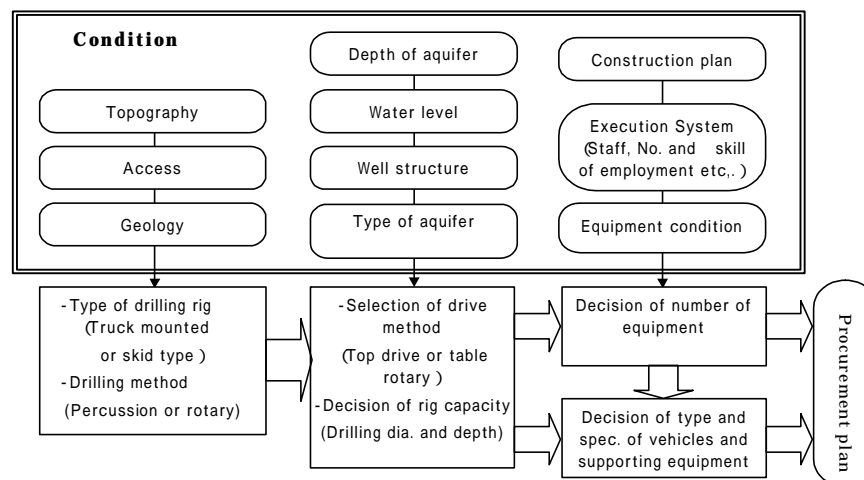 Condition
Topography
Access
Geology
Depth of aquifer
Water level
Well structure
Type of aquifer
Construction plan
Execution System
(Staff, No. and skill
of employment etc,. )
Equipment condition
-Type of drilling rig
(Truck mounted
or skid type )
-Drilling method
(Percussion or rotary)
-Selection of drive
method
(Top drive or table
rotary )
-Decision of rig capacity
(Drilling dia. and depth)
Decision of number of
equipment
Decision of type and
spec. of vehicles and
supporting equipment
Procurement plan